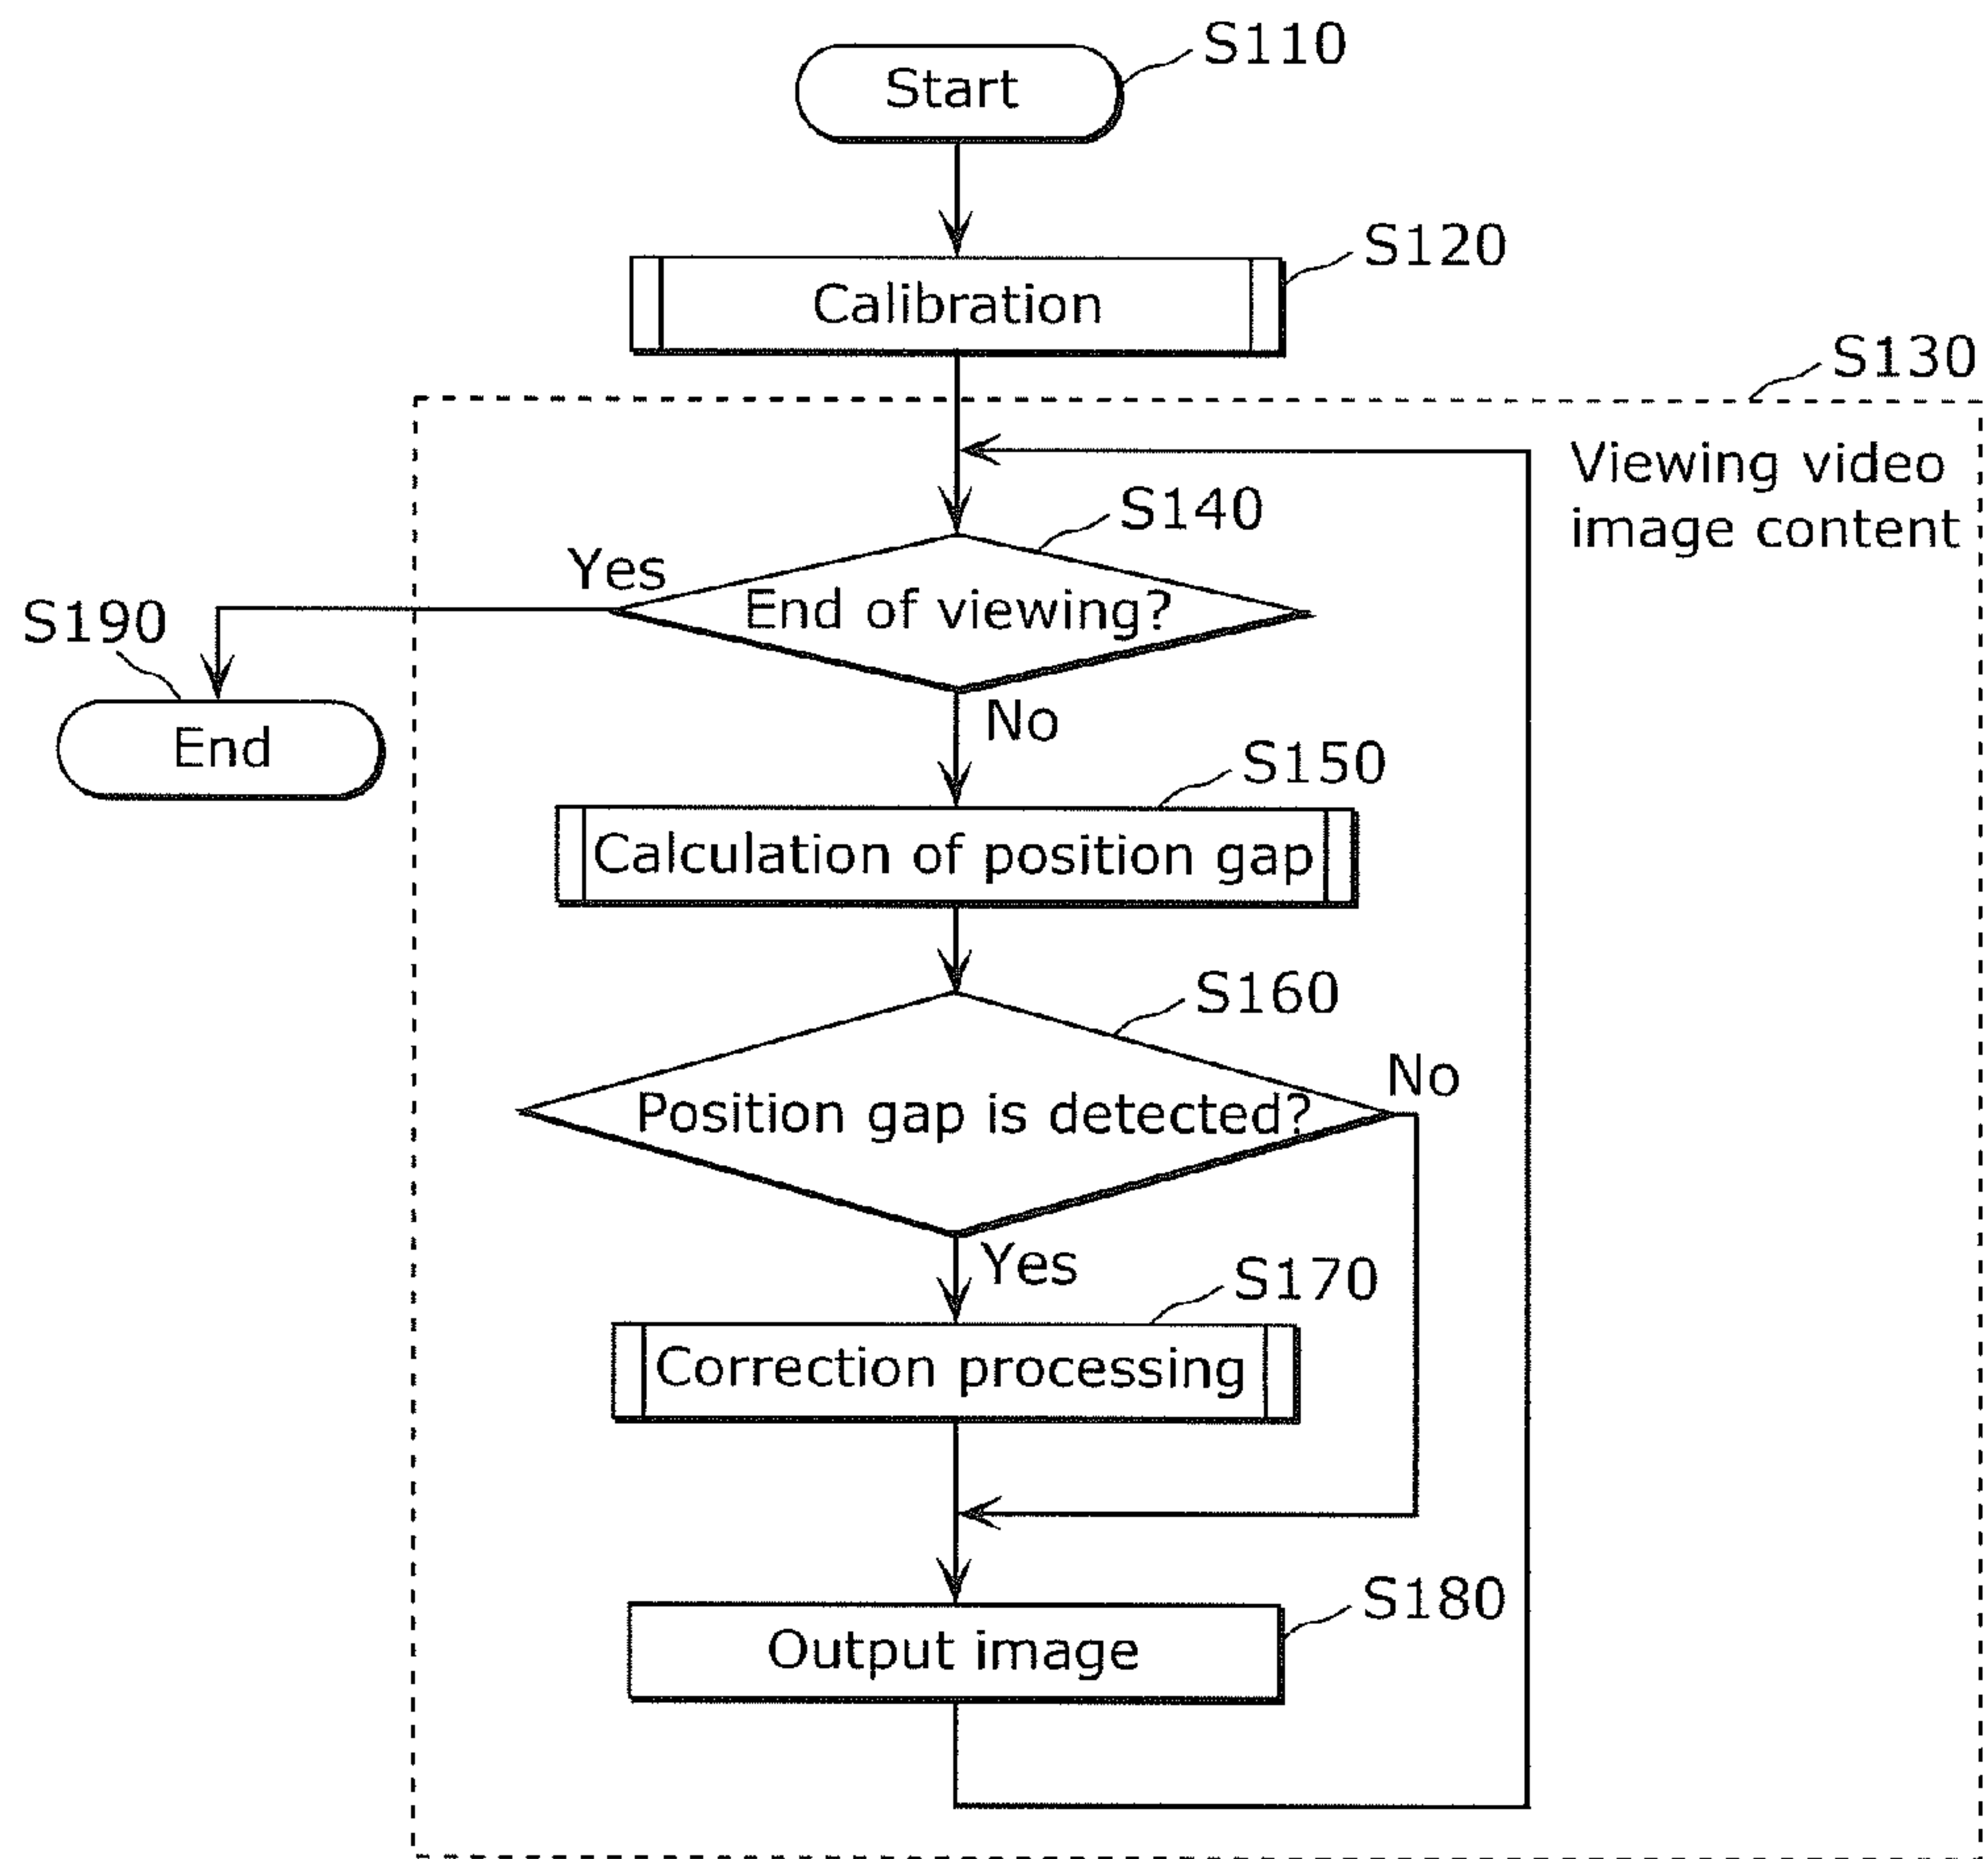 S110
Start
S120
Calibration
S130
Viewing video
image content
S140
Yes
End of viewing?
S190
End
No
S150
Calculation of position gap
S160
No
Position gap is detected?
Yes
S170
Correction processing
S180
Output image